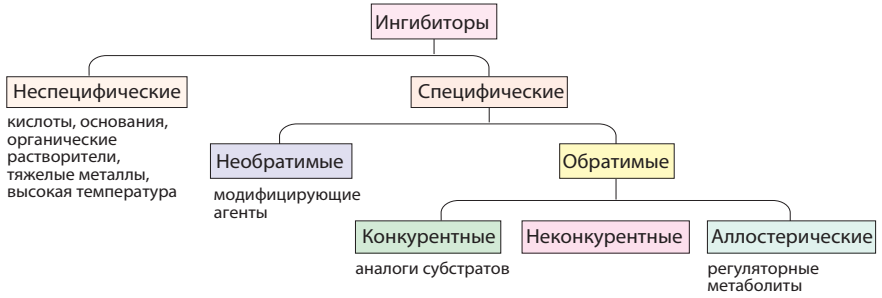 Ингибиторы
Неспецифические
Специфические
кислоты, основания,
органические
растворители,
тяжелые металлы,
высокая температура
Необратимые
Обратимые
модифицирующие
агенты
Конкурентные
Неконкурентные
Аллостерические
аналоги субстратов
регуляторные
метаболиты